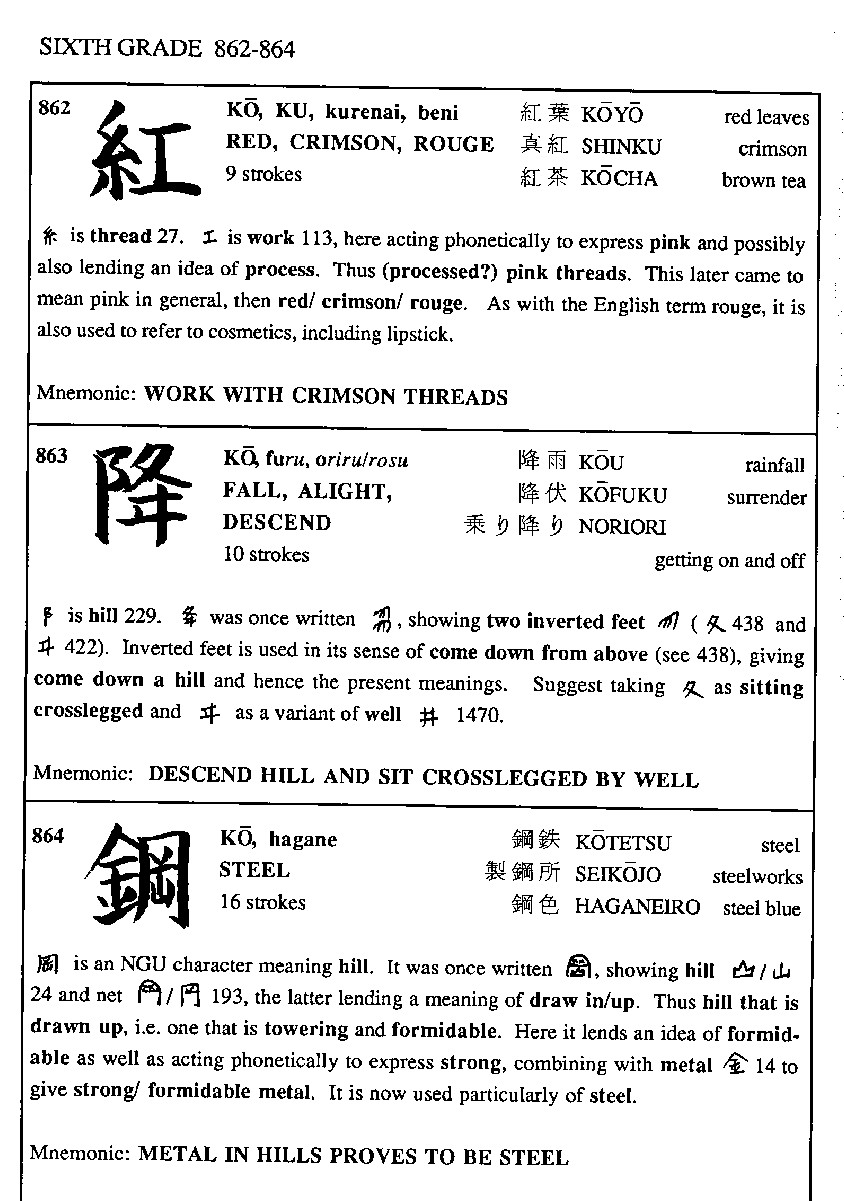 SIXTH GRADE 862-864
862 紅 KŌ, KU, kurenai, beni 紅葉 KŌYŌ red leaves
RED, CRIMSON, ROUGE 真紅 SHINKU crimson
9 strokes 紅茶 KŌCHA brown tea
糸 is thread 27. 工 is work 113, here acting phonetically to express pink and possibly
also lending an idea of process. Thus (processed?) pink threads. This later came to
mean pink in general, then red/ crimson/ rouge. As with the English term rouge, it is
also used to refer to cosmetics, including lipstick.
Mnemonic: WORK WITH CRIMSON THREADS
863 降 KŌ, furu, oriru/rosu 降雨 KŌU rainfall
FALL, ALIGHT, 降伏 KŌFUKU surrender
DESCEND 乗り降り NORIORI
10 strokes getting on and off
阝 is hill 229. 夅 was once written , showing two inverted feet ( 夂 438 and
㐄 422). Inverted feet is used in its sense of come down from above (see 438), giving
come down a hill and hence the present meanings. Suggest taking 夂 as sitting
crosslegged and 㐄 as a variant of well 井 1470.
Mnemonic: DESCEND HILL AND SIT CROSSLEGGED BY WELL
864 鋼 KŌ, hagane 鋼鉄 KŌTETSU steel
STEEL 製鋼所 SEIKŌJO steelworks
16 strokes 鋼色 HAGANEIRO steel blue
岡 is an NGU character meaning hill. It was once written , showing hill / 山
24 and net / 193, the latter lending a meaning of draw in/up. Thus hill that is
drawn up, i.e. one that is towering and formidable. Here it lends an idea of formid-
able as well as acting phonetically to express strong, combining with metal 金 14 to
give strong/ formidable metal. It is now used particularly of steel.
Mnemonic: METAL IN HILLS PROVES TO BE STEEL